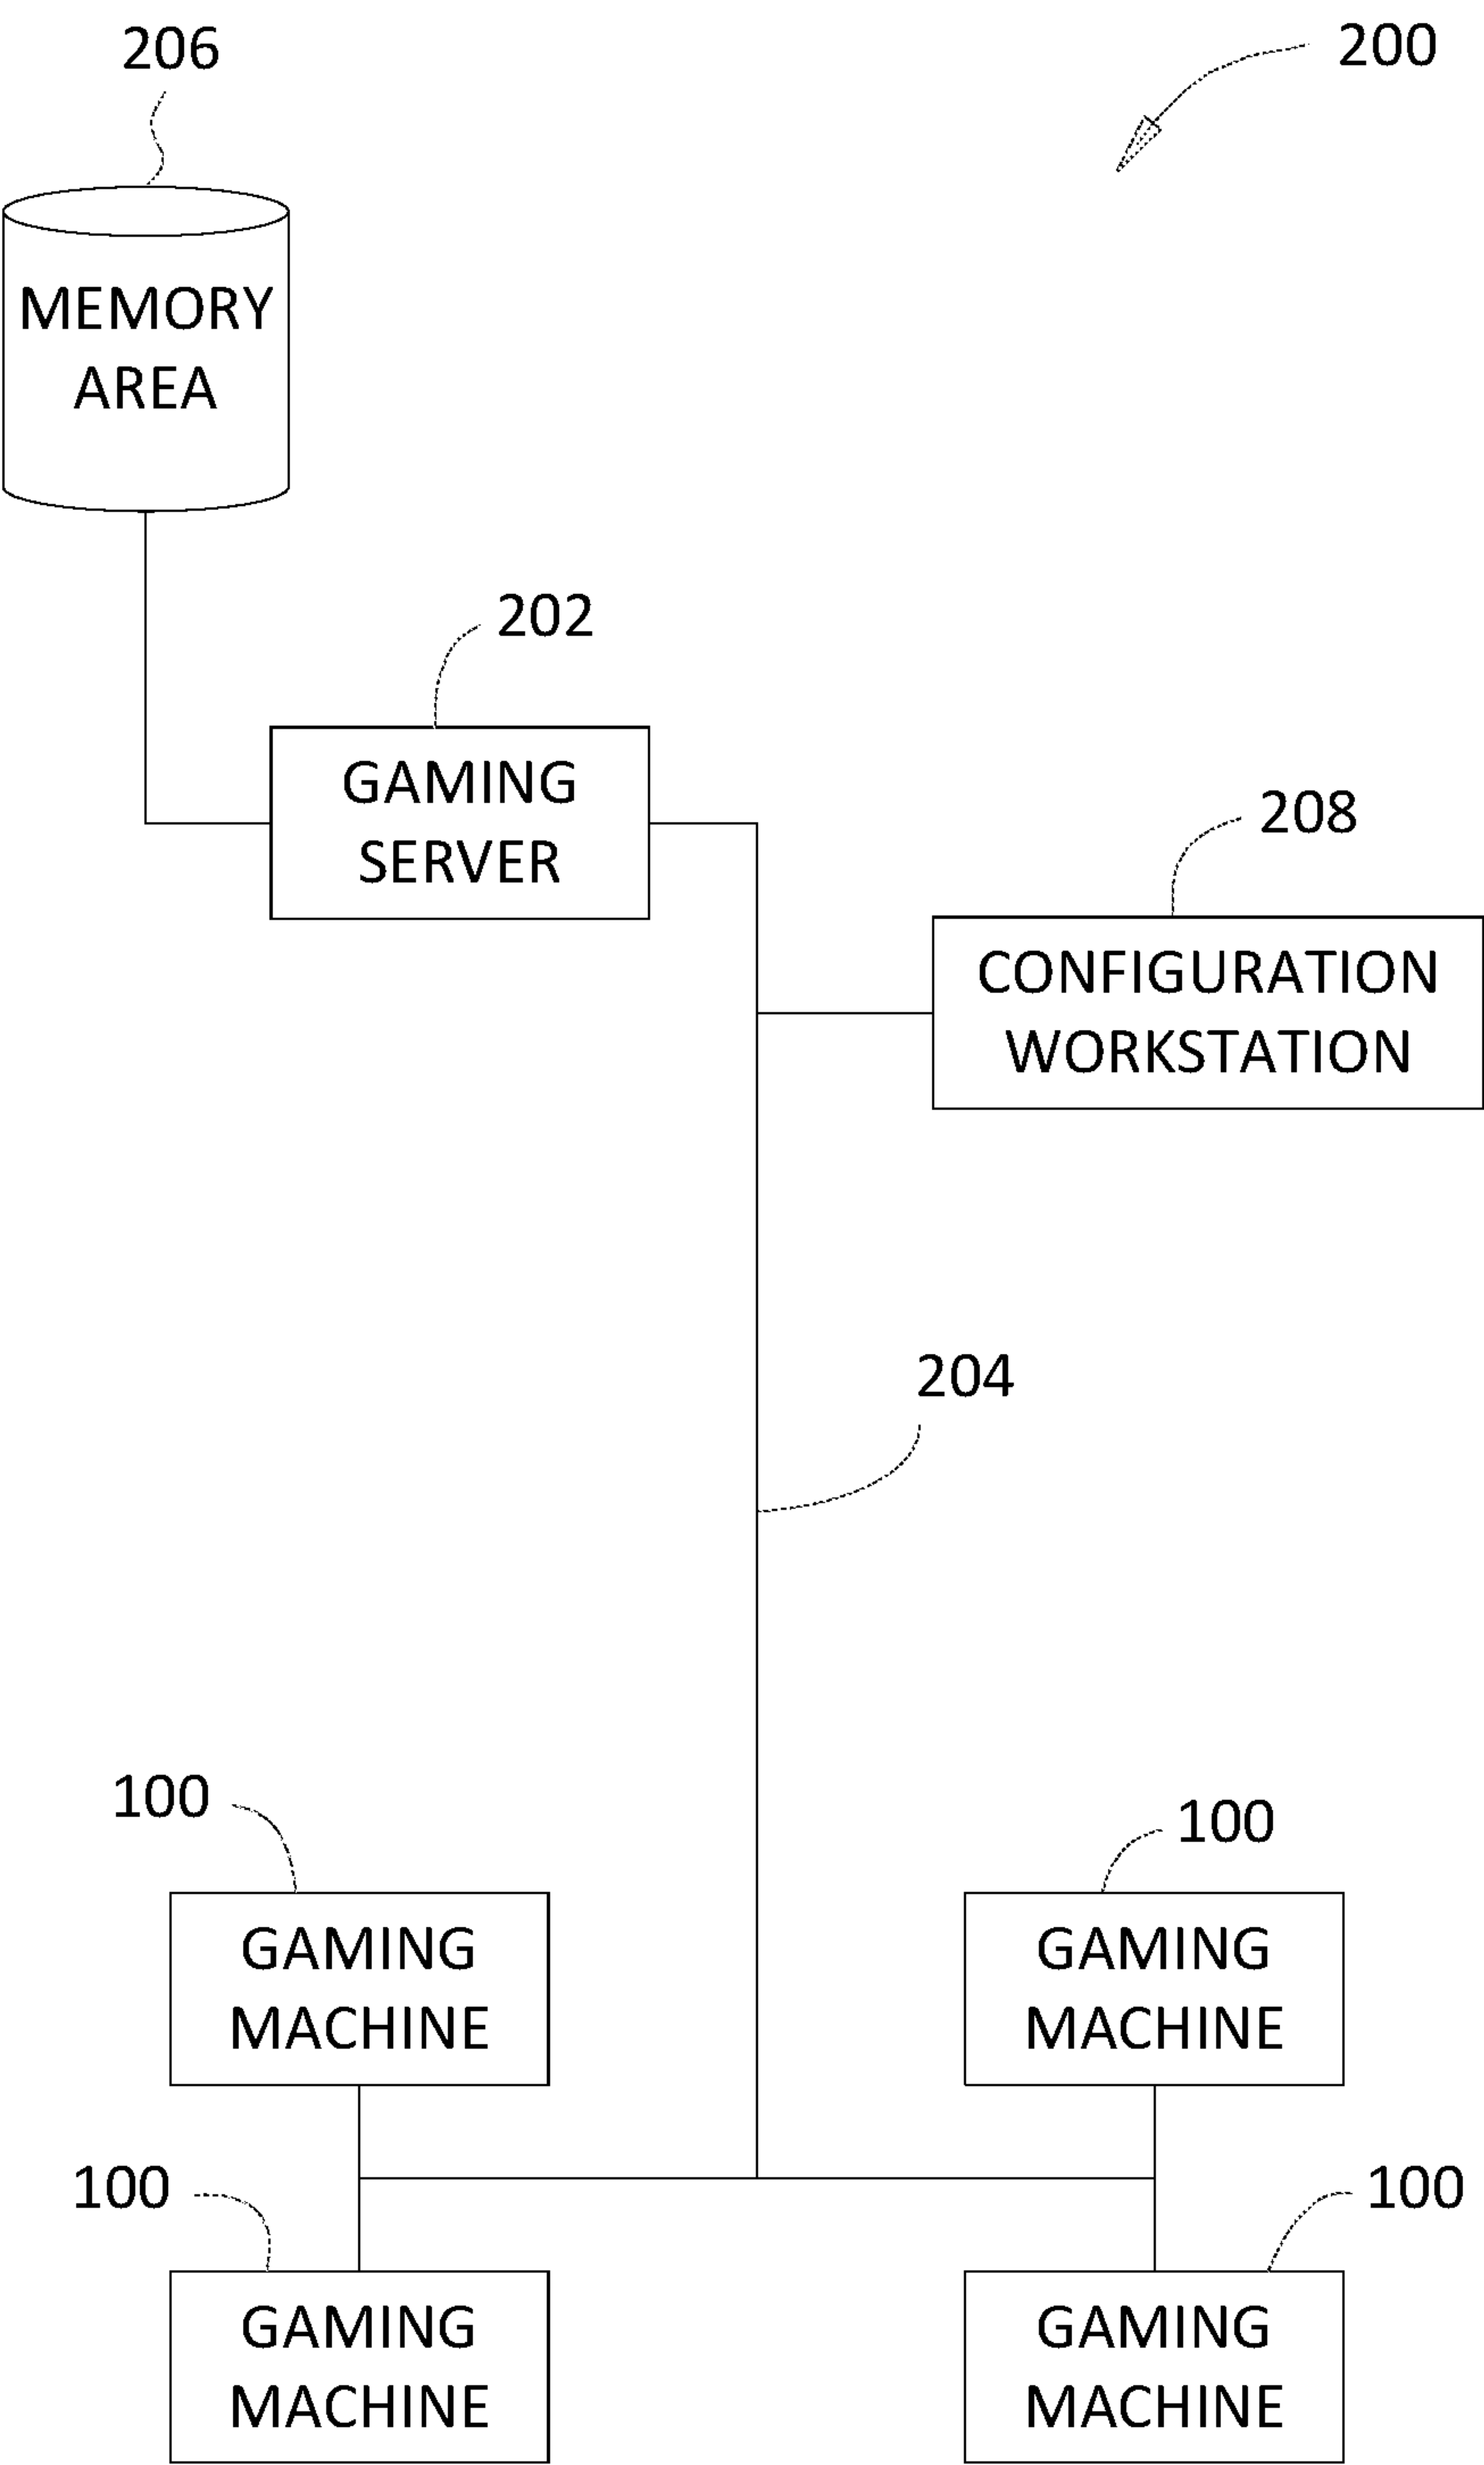 206
200
MEMORY
AREA
202
GAMING
SERVER
208
CONFIGURATION
WORKSTATION
204
100
100
GAMING
MACHINE
GAMING
MACHINE
100
100
GAMING
MACHINE
GAMING
MACHINE